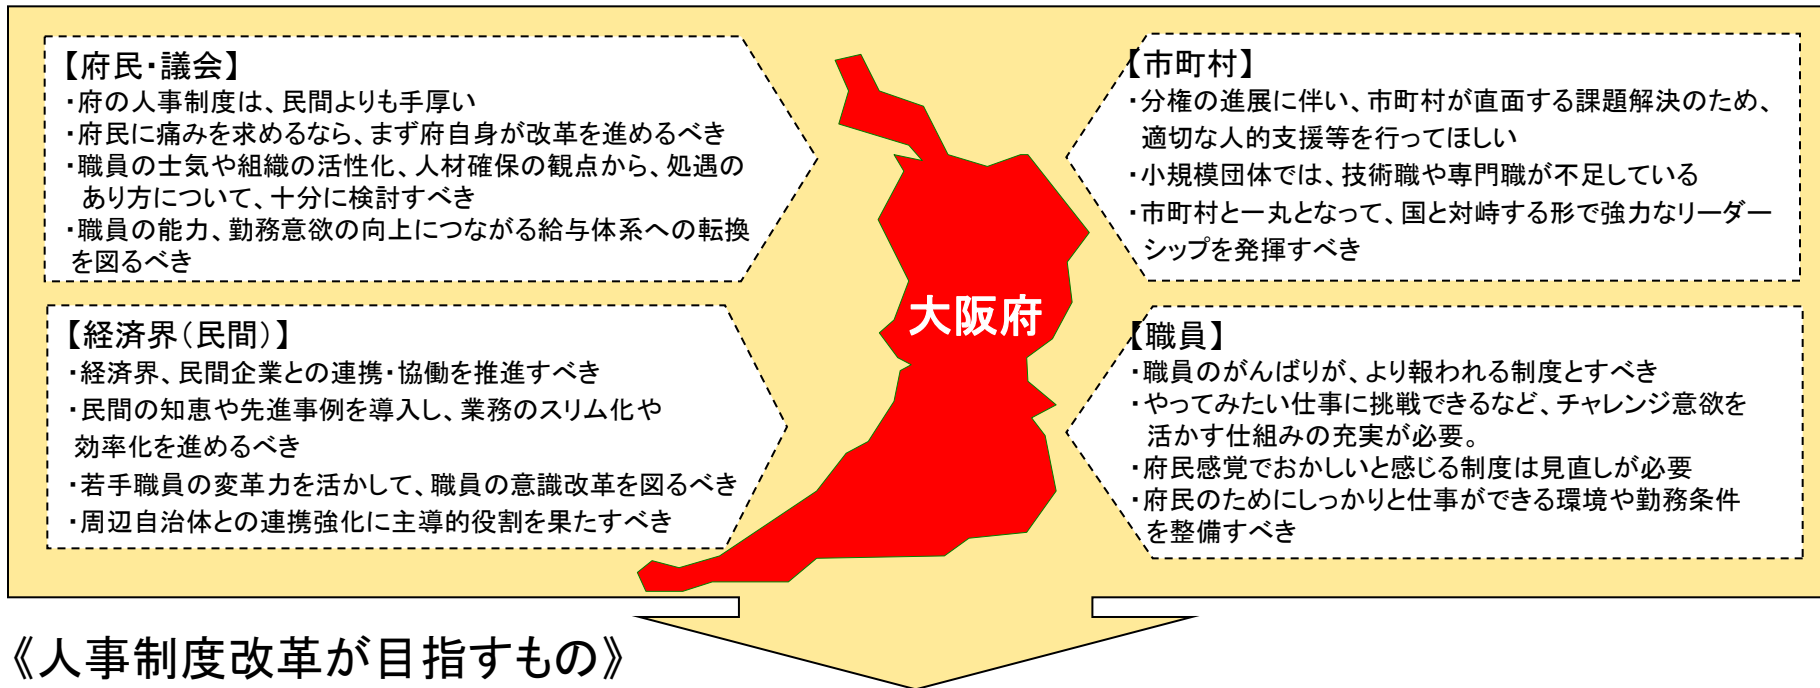 【府民・議会】
・府の人事制度は、民間よりも手厚い
・府民に痛みを求めるなら、まず府自身が改革を進めるべき
・職員の士気や組織の活性化、人材確保の観点から、処遇の
あり方について、十分に検討すべき
・職員の能力、勤務意欲の向上につながる給与体系への転換
を図るべき
【経済界（民間）】
・経済界、民間企業との連携・協働を推進すべき
・民間の知恵や先進事例を導入し、業務のスリム化や
効率化を進めるべき
・若手職員の変革力を活かして、職員の意識改革を図るべき
・周辺自治体との連携強化に主導的役割を果たすべき
大阪府
【市町村】
・分権の進展に伴い、市町村が直面する課題解決のため、
適切な人的支援等を行ってほしい
・小規模団体では、技術職や専門職が不足している
・市町村と一丸となって、国と対峙する形で強力なリーダー
シップを発揮すべき
【職員】
・職員のがんばりが、より報われる制度とすべき
・やってみたい仕事に挑戦できるなど、チャレンジ意欲を
活かす仕組みの充実が必要。
・府民感覚でおかしいと感じる制度は見直しが必要
・府民のためにしっかりと仕事ができる環境や勤務条件
を整備すべき
《人事制度改革が目指すもの》